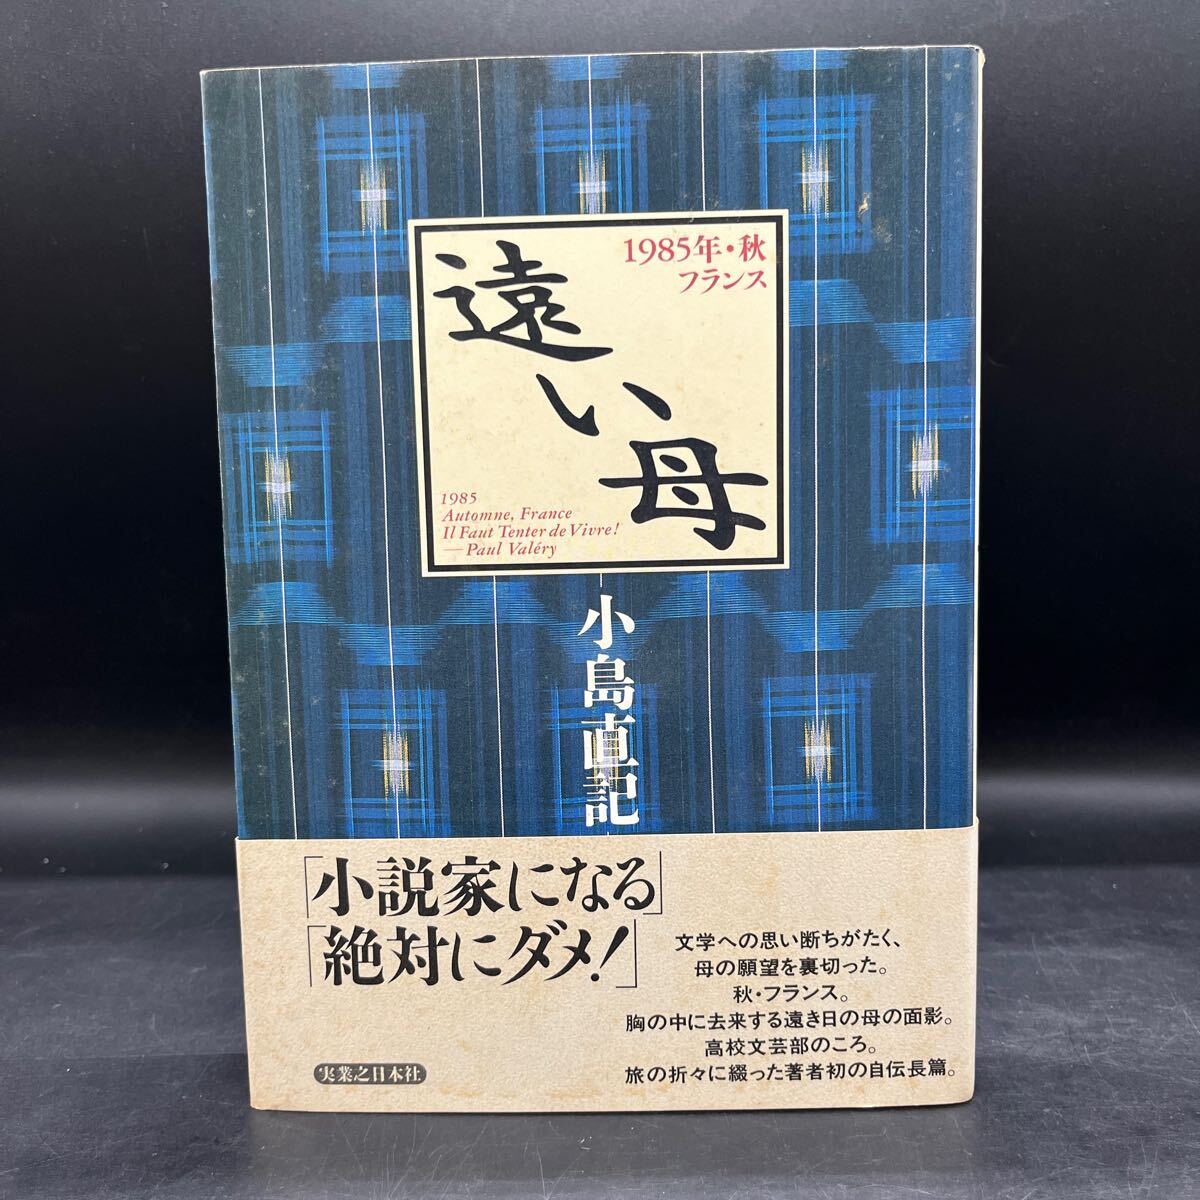 1985年・秋
フランス
遠い母
1985
Automne, France
Il Faut Tenter de Vivre!
—Paul Valéry
小島直記
「小説家になる」
「絶対にダメ!」
文学への思い断ちがたく、
母の願望を裏切った。
秋・フランス。
胸の中に去来する遠き日の母の面影。
高校文芸部のころ。
旅の折々に綴った著者初の自伝長篇。
実業之日本社